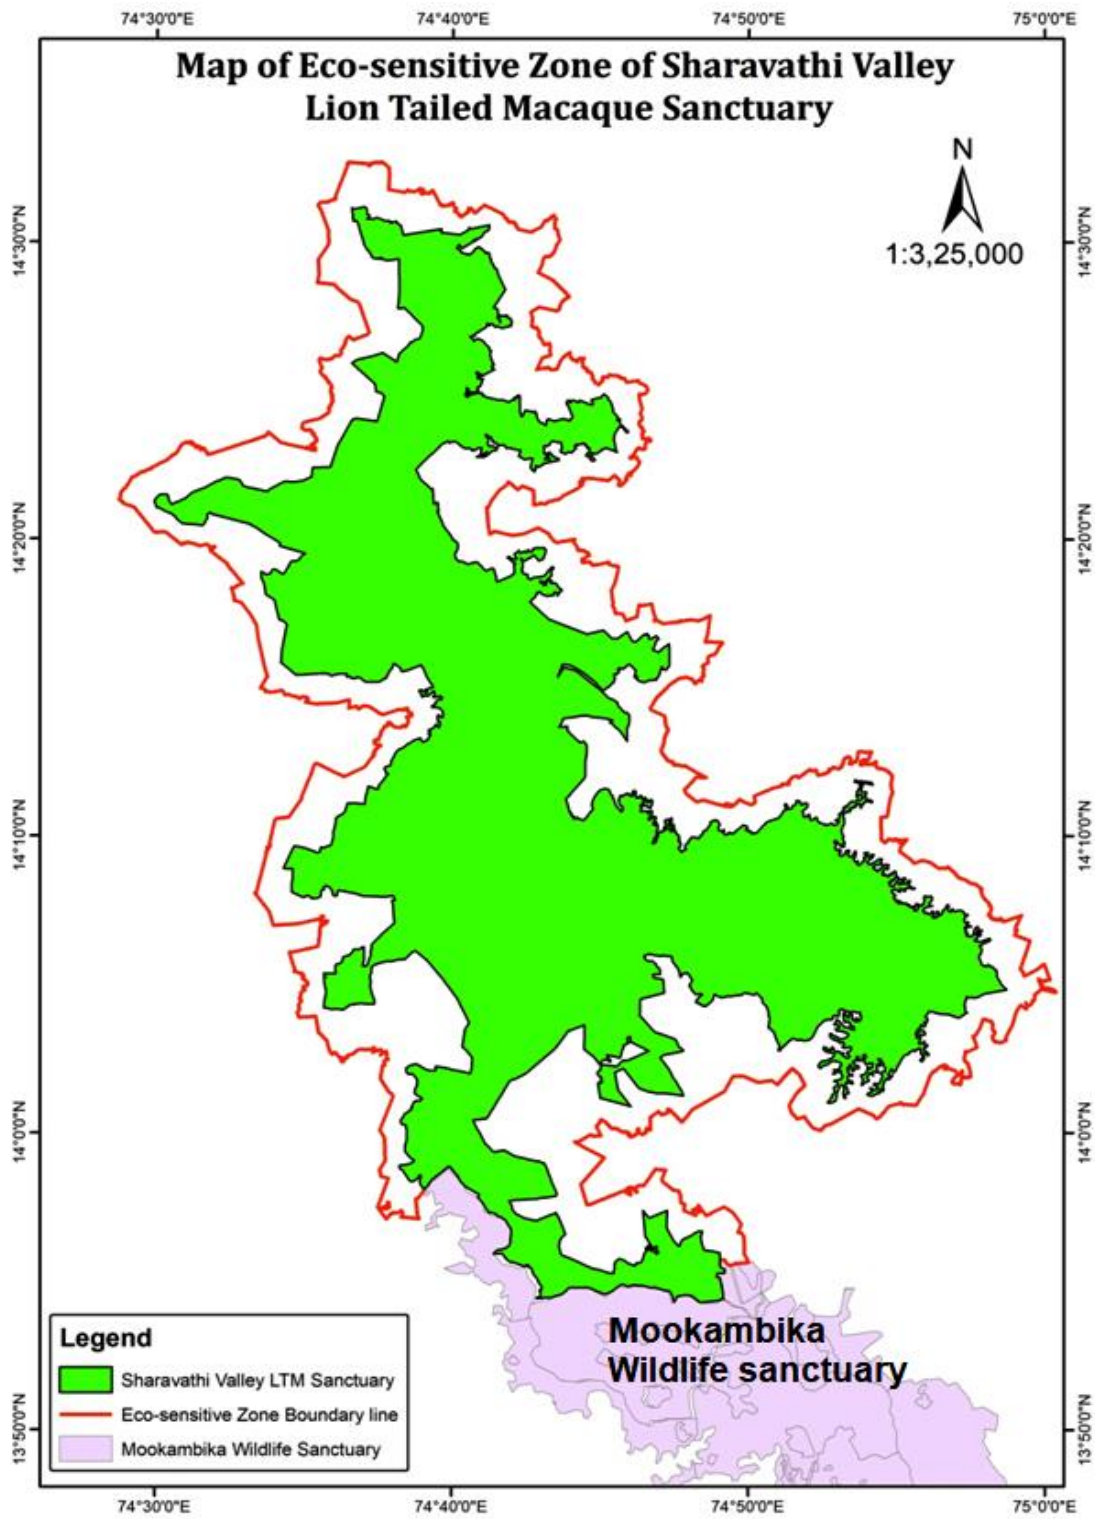 74°30'0"E 74°40'0"E 74°50'0"E 75°0'0"E
Map of Eco-sensitive Zone of Sharavathi Valley
Lion Tailed Macaque Sanctuary
N
1:3,25,000
14°30'0"N 14°30'0"N
14°20'0"N 14°20'0"N
14°10'0"N 14°10'0"N
14°0'0"N 14°0'0"N
Mookambika
Wildlife sanctuary
Legend
Sharavathi Valley LTM Sanctuary
Eco-sensitive Zone Boundary line
Mookambika Wildlife Sanctuary
13°50'0"N 13°50'0"N
74°30'0"E 74°40'0"E 74°50'0"E 75°0'0"E